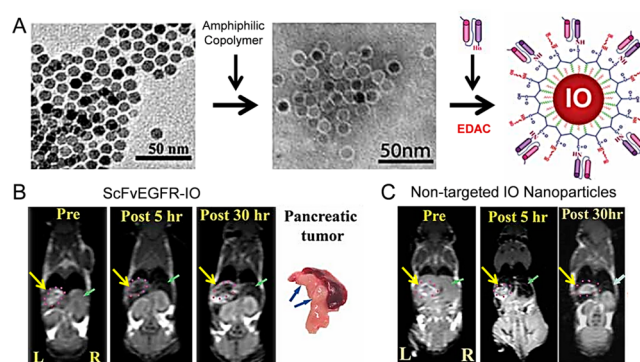 A
Amphiphilic
Copolymer
50 nm
50nm
EDAC
IO
B
ScFvEGFR-IO
Pre
Post 5 hr
Post 30 hr
Pancreatic
tumor
L
R
C
Non-targeted IO Nanoparticles
Pre
Post 5 hr
Post 30hr
L
R